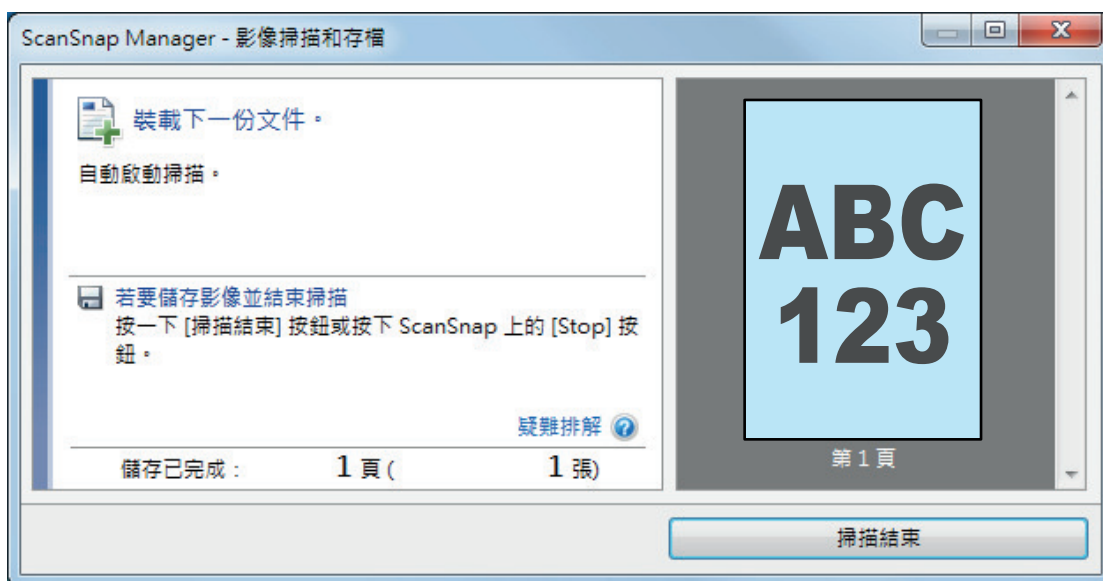 ScanSnap Manager - 影像掃描和存檔
裝載下一份文件。
自動啟動掃描。
若要儲存影像並結束掃描
按一下 [掃描結束] 按鈕或按下 ScanSnap 上的 [Stop] 按
鈕。
疑難排解
儲存已完成 : 1 頁 ( 1 張)
ABC
123
第 1 頁
掃描結束